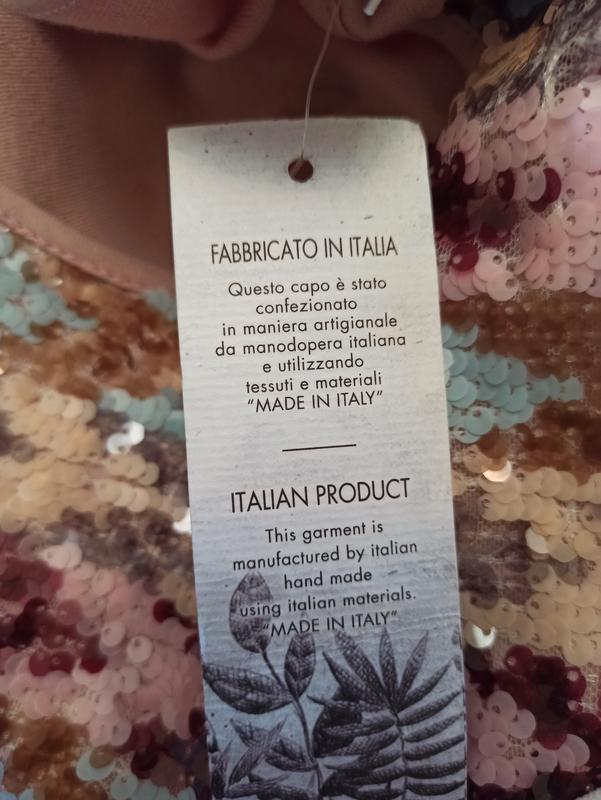 FABBRICATO IN ITALIA
Questo capo è stato
confezionato
in maniera artigianale
da manodopera italiana
e utilizzando
tessuti e materiali
“MADE IN ITALY”
ITALIAN PRODUCT
This garment is
manufactured by italian
hand made
using italian materials.
“MADE IN ITALY”